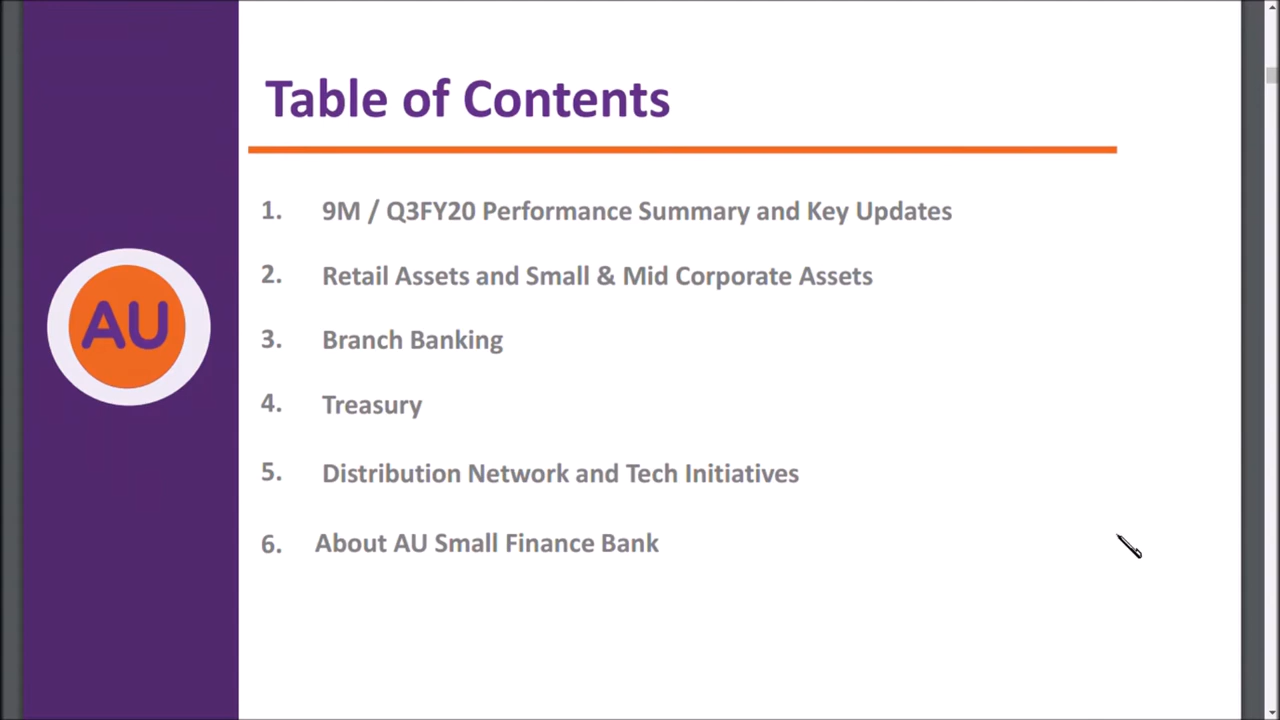 Table of Contents
1. 9M / Q3FY20 Performance Summary and Key Updates
2. Retail Assets and Small & Mid Corporate Assets
3. Branch Banking
4. Treasury
5. Distribution Network and Tech Initiatives
6. About AU Small Finance Bank
AU